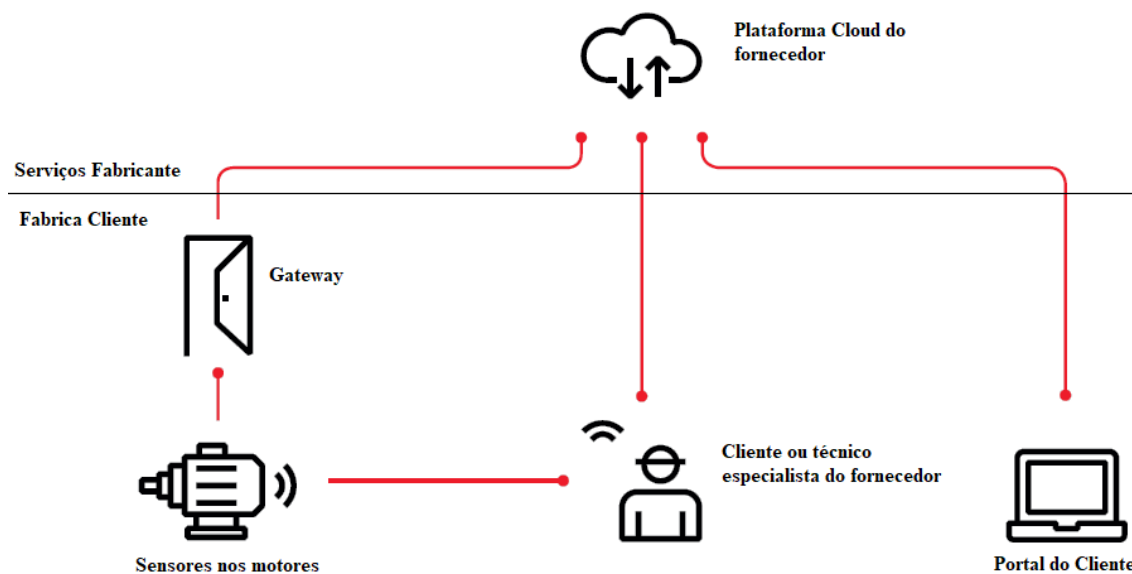 Plataforma Cloud do
fornecedor
Serviços Fabricante
Fabrica Cliente
Gateway
Cliente ou técnico
especialista do fornecedor
Sensores nos motores
Portal do Cliente